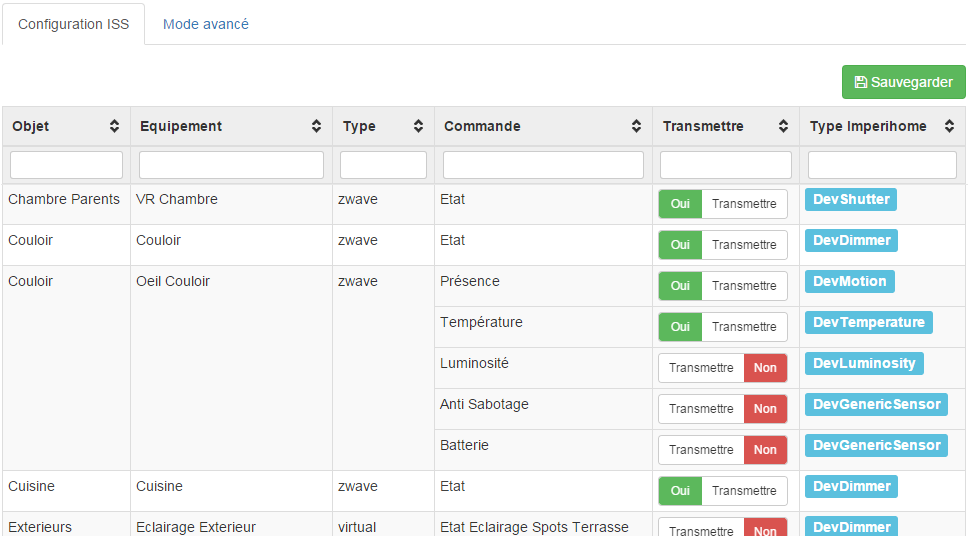 Configuration ISS Mode avancé
Sauvegarder
Objet Equipement Type Commande Transmettre Type Imperihome
Chambre Parents VR Chambre zwave Etat Oui Transmettre DevShutter
Couloir Couloir zwave Etat Oui Transmettre DevDimmer
Couloir Oeil Couloir zwave Présence Oui Transmettre DevMotion
Température Oui Transmettre DevTemperature
Luminosité Transmettre Non DevLuminosity
Anti Sabotage Transmettre Non DevGenericSensor
Batterie Transmettre Non DevGenericSensor
Cuisine Cuisine zwave Etat Oui Transmettre DevDimmer
Exterieurs Eclairage Exterieur virtual Etat Eclairage Spots Terrasse Transmettre Non DevDimmer